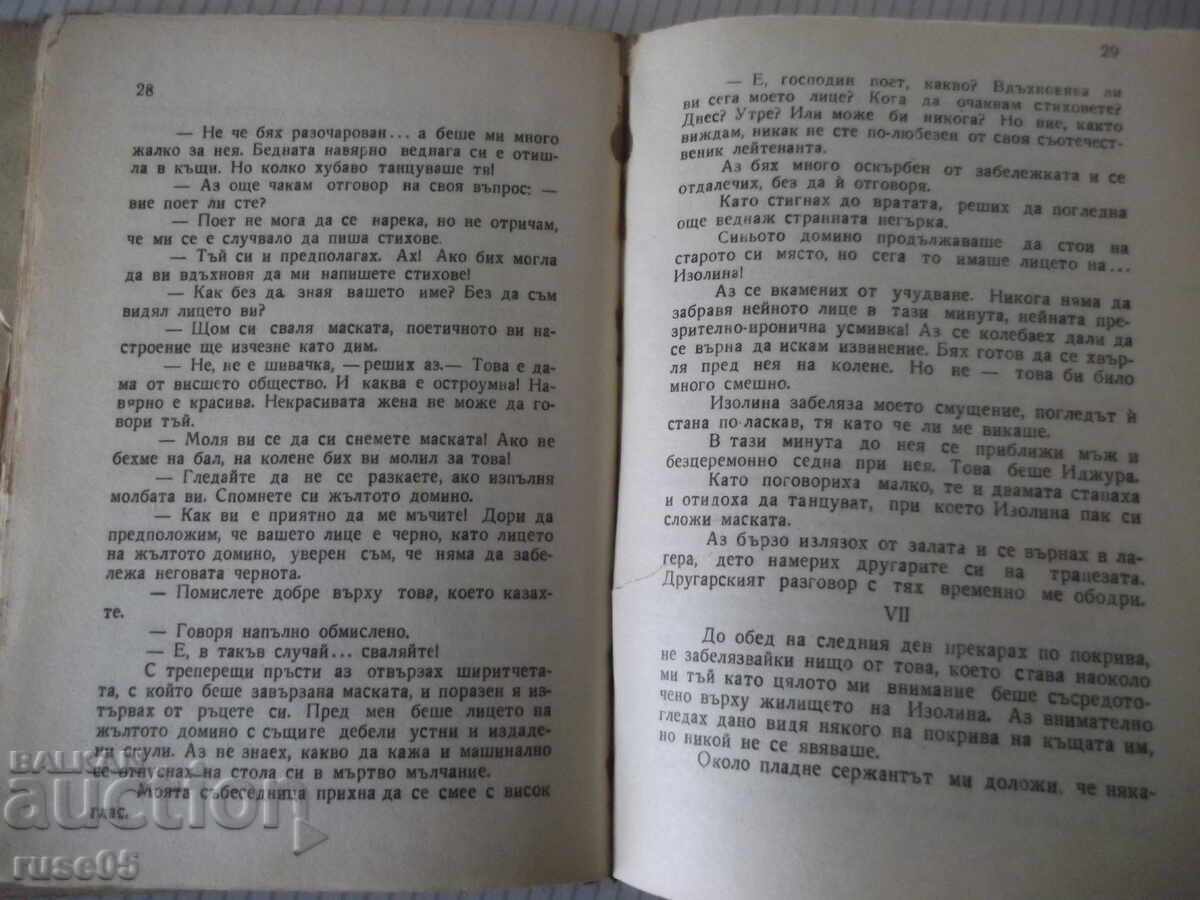 28
— Не че бях разочарован... а беше ми много
жалко за нея. Бедната навярно веднага си е отиш-
ла в къщи. Но колко хубаво танцуваше тя!
— Аз още чакам отговор на своя въпрос: —
вие поет ли сте?
— Поет не мога да се нарека, но не отричам,
че ми се е случвало да пиша стихове.
— Тъй си и предполагах. Ах! Ако бих могла
да ви вдъхновя да ми напишете стихове!
— Как без да зная вашето име? Без да съм
видял лицето ви?
— Щом си сваля маската, поетичното ви на-
строение ще изчезне като дим.
— Не, не е шивачка, —реших аз.— Това е да-
ма от висшето общество. И каква е остроумна! На-
вярно е красива. Некрасивата жена не може да го-
вори тъй.
— Моля ви се да си снемете маската! Ако не
бехме на бал, на колене бих ви молил за това!
— Гледайте да не се разкаете, ако изпълня
молбата ви. Спомнете си жълтото домино.
— Как ви е приятно да ме мъчите! Дори да
предположим, че вашето лице е черно, като лицето
на жълтото домино, уверен съм, че няма да забе-
лежа неговата чернота.
— Помислете добре върху това, което казах-
те.
— Говоря напълно обмислено.
— Е, в такъв случай... сваляйте!
С треперещи пръсти аз отвързах ширитчета-
та, с който беше завързана маската, и поразен я из-
тървах от ръцете си. Пред мен беше лицето на
жълтото домино с същите дебели устни и издаде-
ни скули. Аз не знаех, какво да кажа и машинално
се отпуснах на стола си в мъртво мълчание.
Моята събеседница прихна да се смее с висок
глас.
29
— Е, господин поет, какво? Вдъхновява ли
ви сега моето лице? Кога да очаквам стиховете?
Днес? Утре? Или може би никога? Но вие, както
виждам, никак не сте по-любезен от своя съотечест-
веник лейтенанта.
Аз бях много оскърбен от забележката и се
отдалечих, без да ѝ отговоря.
Като стигнах до вратата, реших да погледна
още веднаж странната негърка.
Синьото домино продължаваше да стои на
старото си място, но сега то имаше лицето на...
Изолина!
Аз се вкамених от учудване. Никога няма да
забравя нейното лице в тази минута, нейната пре-
зрително-иронична усмивка! Аз се колебаех дали да
се върна да искам извинение. Бях готов да се хвър-
ля пред нея на колене. Но не — това би било
много смешно.
Изолина забеляза моето смущение, погледът ѝ
стана по-ласкав, тя като че ли ме викаше.
В тази минута до нея се приближи мъж и
безцеремонно седна при нея. Това беше Иджура.
Като поговориха малко, те и двамата станаха
и отидоха да танцуват, при което Изолина пак си
сложи маската.
Аз бързо излязох от залата и се върнах в ла-
гера, дето намерих другарите си на трапезата.
Другарският разговор с тях временно ме ободри.
VII
До обед на следния ден прекарах по покрива,
не забелязвайки нищо от това, което става наоколо
ми тъй като цялото ми внимание беше съсредото-
чено върху жилището на Изолина. Аз внимателно
гледах дано видя някого на покрива на къщата им,
но никой не се явяваше.
Около пладне сержантът ми доложи, че няка-
BALKAN
auction
ruse05